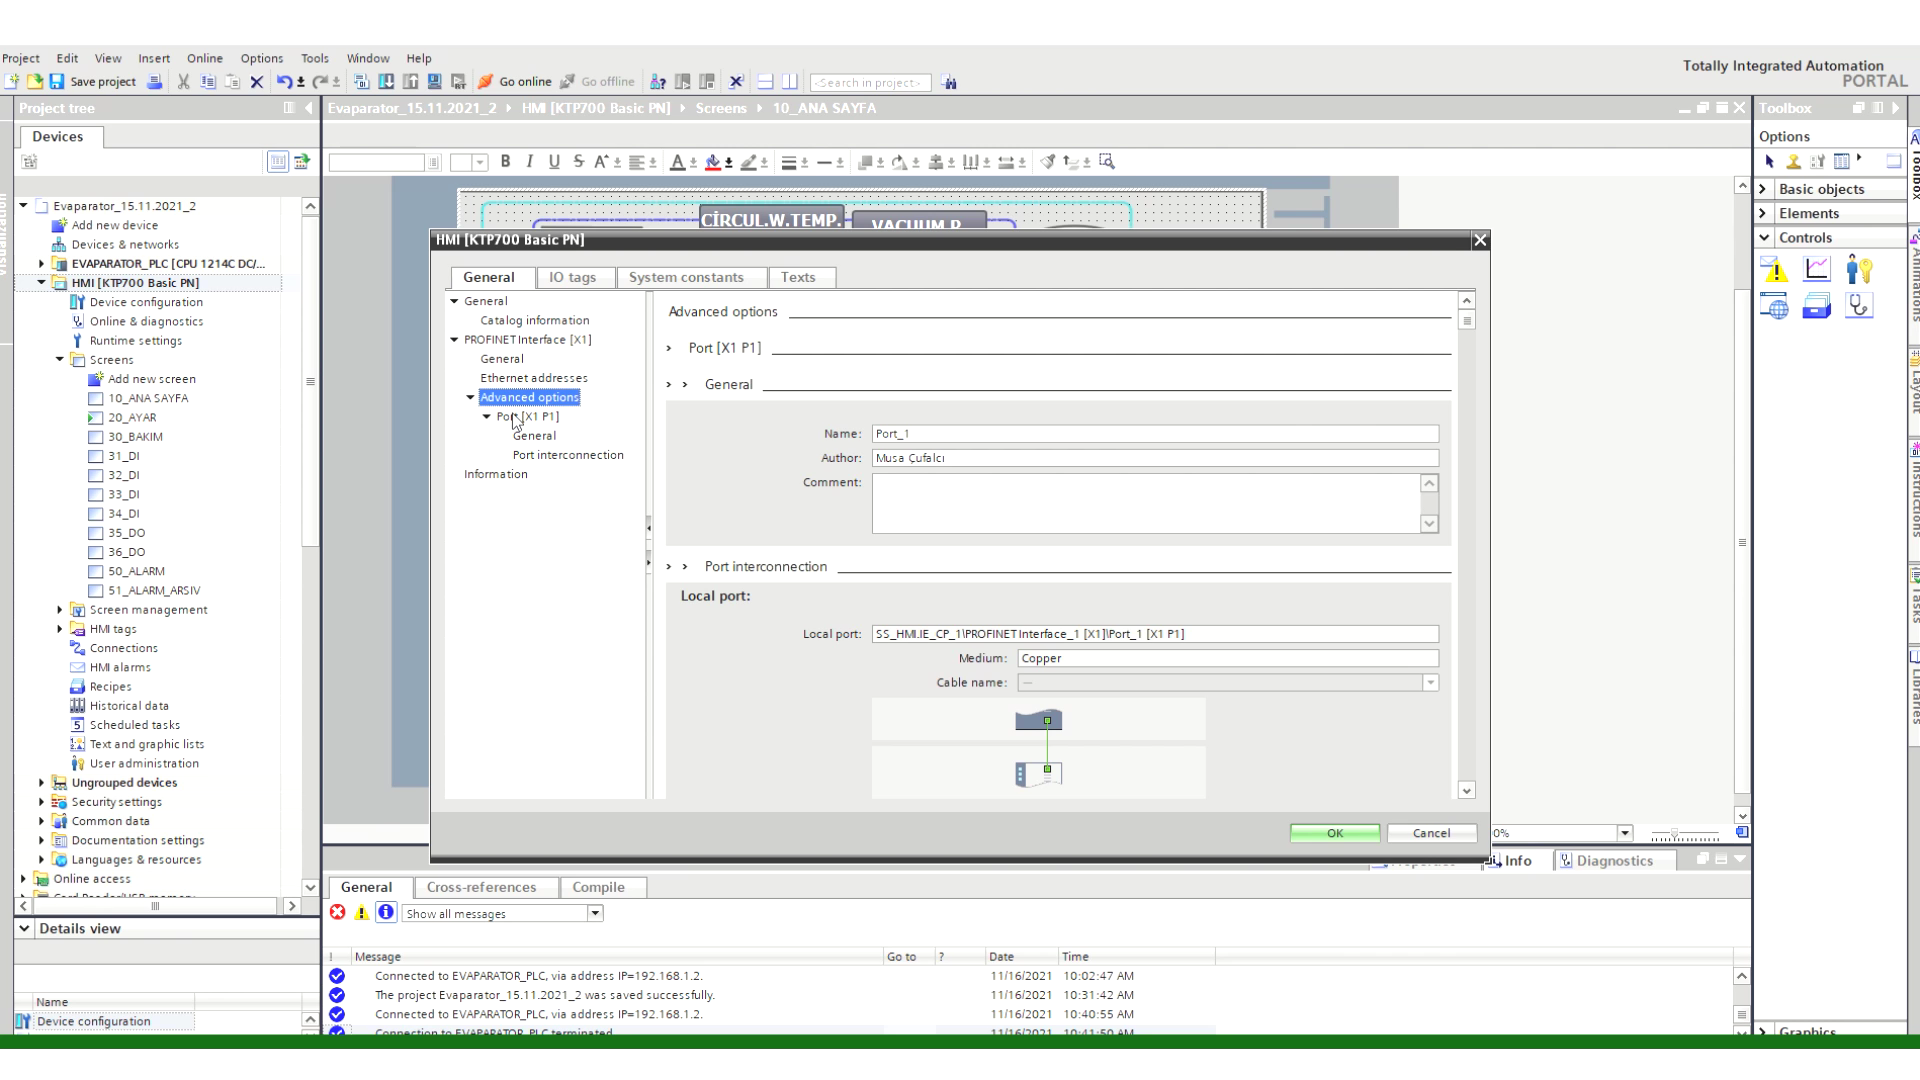 Project Edit View Insert Online Options Tools Window Help
Totally Integrated Automation
PORTAL
Save project
Go online
Go offline
<Search in project>
Project tree
Evaparator_15.11.2021_2 › HMI [KTP700 Basic PN] › Screens › 10_ANA SAYFA
Toolbox
Devices
Options
B I U S A
Evaparator_15.11.2021_2
Add new device
Devices & networks
EVAPARATOR_PLC [CPU 1214C DC/...
HMI [KTP700 Basic PN]
Device configuration
Online & diagnostics
Runtime settings
Screens
Add new screen
10_ANA SAYFA
20_AYAR
30_BAKIM
31_DI
32_DI
33_DI
34_DI
35_DO
36_DO
50_ALARM
51_ALARM_ARSIV
Screen management
HMI tags
Connections
HMI alarms
Recipes
Historical data
Scheduled tasks
Text and graphic lists
User administration
Ungrouped devices
Security settings
Common data
Documentation settings
Languages & resources
Online access
Card Reader/USB memory
Details view
Name
Device configuration
CİRCUL.W.TEMP.
VACUUM.P
HMI [KTP700 Basic PN]
General IO tags System constants Texts
General
Catalog information
PROFINET Interface [X1]
General
Ethernet addresses
Advanced options
Port [X1 P1]
General
Port interconnection
Information
Advanced options
Port [X1 P1]
General
Name: Port_1
Author: Musa Çufalcı
Comment:
Port interconnection
Local port:
Local port: SS_HMI.IE_CP_1\PROFINET Interface_1 [X1]\Port_1 [X1 P1]
Medium: Copper
Cable name: —
OK Cancel
0%
Properties Info Diagnostics
General Cross-references Compile
Show all messages
! Message Go to ? Date Time
Connected to EVAPARATOR_PLC, via address IP=192.168.1.2. 11/16/2021 10:02:47 AM
The project Evaparator_15.11.2021_2 was saved successfully. 11/16/2021 10:31:42 AM
Connected to EVAPARATOR_PLC, via address IP=192.168.1.2. 11/16/2021 10:40:55 AM
Connection to EVAPARATOR_PLC terminated. 11/16/2021 10:41:50 AM
Basic objects
Elements
Controls
Graphics
Toolbox
Animations
Layout
Instructions
Tasks
Libraries